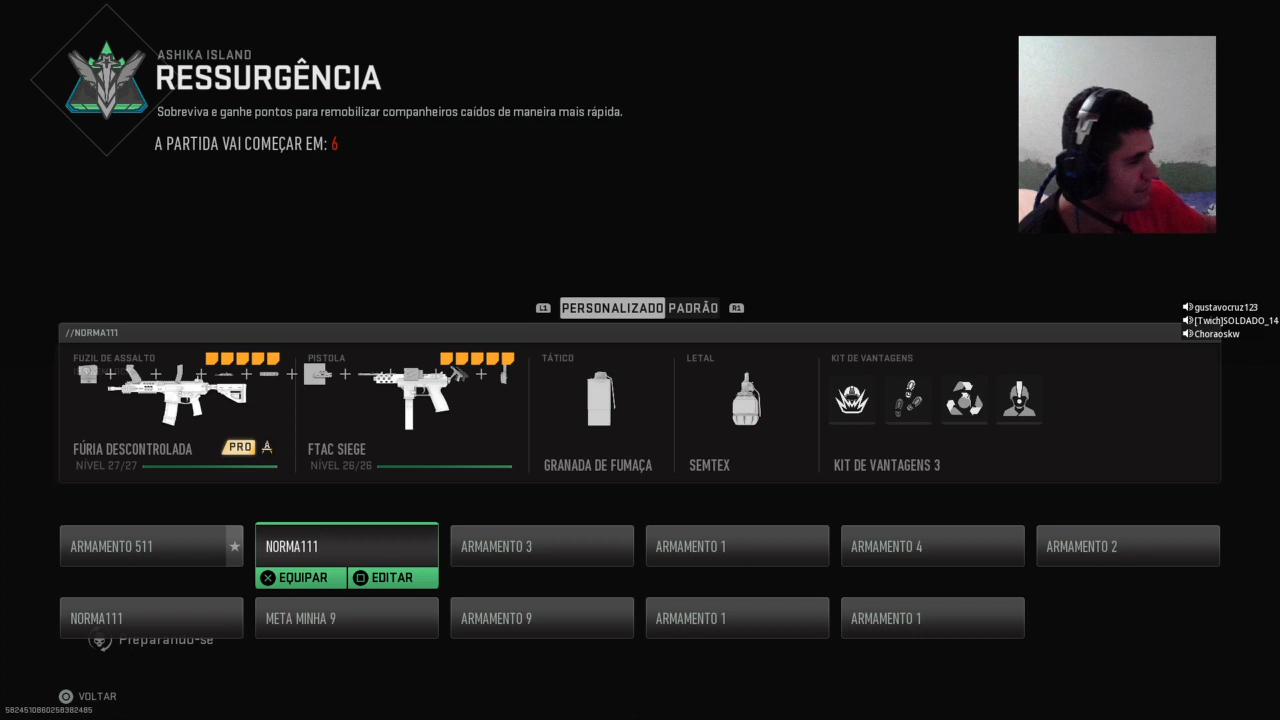 ASHIKA ISLAND
RESSURGÊNCIA
Sobreviva e ganhe pontos para remobilizar companheiros caídos de maneira mais rápida.
A PARTIDA VAI COMEÇAR EM: 6
L1 PERSONALIZADO PADRÃO R1
gustavocruz123
[Twich]SOLDADO_14
Choraoskw
//NORMA111
FUZIL DE ASSALTO
PISTOLA
TÁTICO
LETAL
KIT DE VANTAGENS
FÚRIA DESCONTROLADA PRO
NÍVEL 27/27
FTAC SIEGE
NÍVEL 26/26
GRANADA DE FUMAÇA
SEMTEX
KIT DE VANTAGENS 3
ARMAMENTO 511
NORMA111
ARMAMENTO 3
ARMAMENTO 1
ARMAMENTO 4
ARMAMENTO 2
EQUIPAR
EDITAR
NORMA111
META MINHA 9
ARMAMENTO 9
ARMAMENTO 1
ARMAMENTO 1
Preparando-se
VOLTAR
5824510860258382485